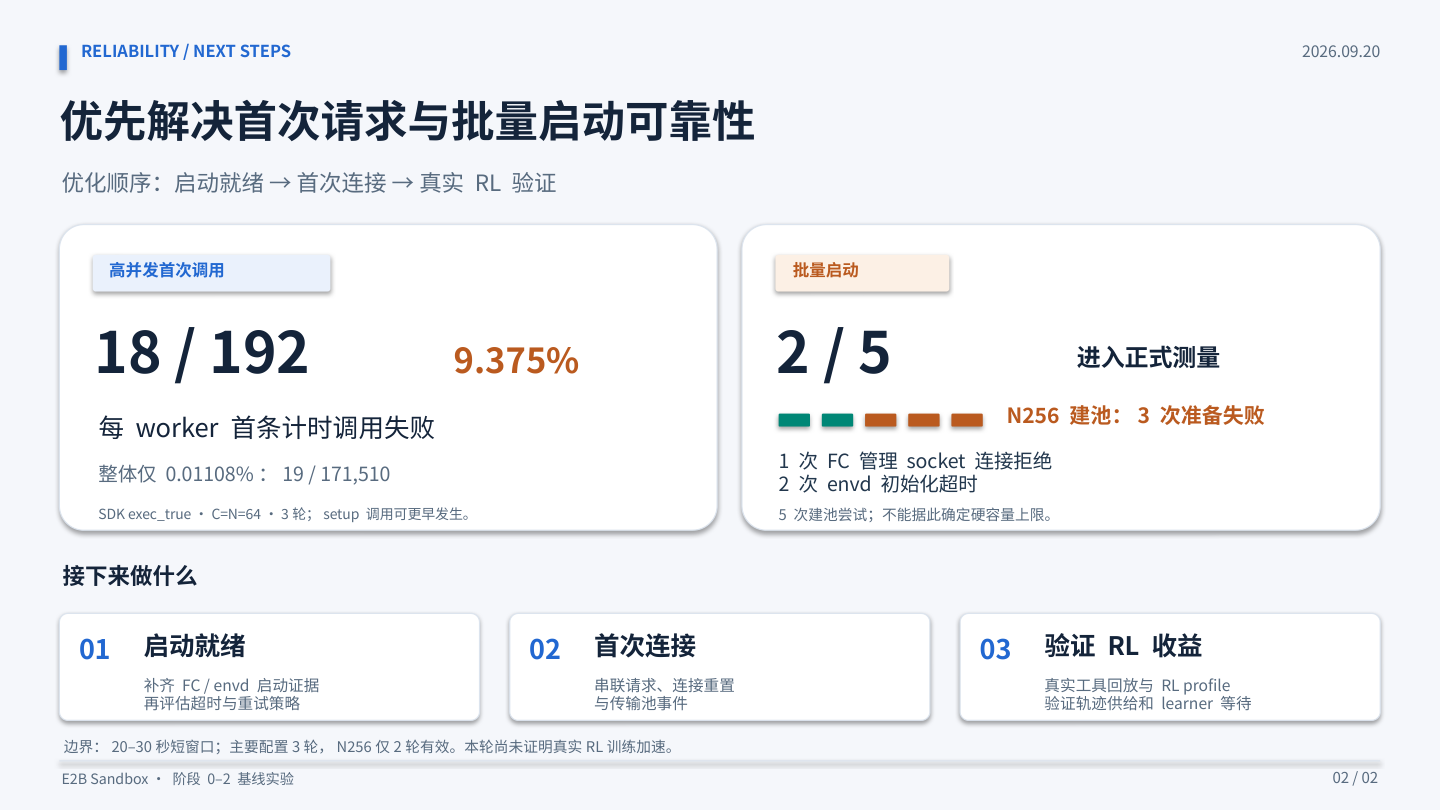 RELIABILITY / NEXT STEPS
2026.09.20
优先解决首次请求与批量启动可靠性
优化顺序：启动就绪 → 首次连接 → 真实 RL 验证
高并发首次调用
18 / 192
9.375%
每 worker 首条计时调用失败
整体仅 0.01108%： 19 / 171,510
SDK exec_true · C=N=64 · 3 轮； setup 调用可更早发生。
批量启动
2 / 5
进入正式测量
N256 建池： 3 次准备失败
1 次 FC 管理 socket 连接拒绝
2 次 envd 初始化超时
5 次建池尝试；不能据此确定硬容量上限。
接下来做什么
01
启动就绪
补齐 FC / envd 启动证据
再评估超时与重试策略
02
首次连接
串联请求、连接重置
与传输池事件
03
验证 RL 收益
真实工具回放与 RL profile
验证轨迹供给和 learner 等待
边界： 20–30 秒短窗口；主要配置 3 轮， N256 仅 2 轮有效。本轮尚未证明真实 RL 训练加速。
E2B Sandbox · 阶段 0–2 基线实验
02 / 02